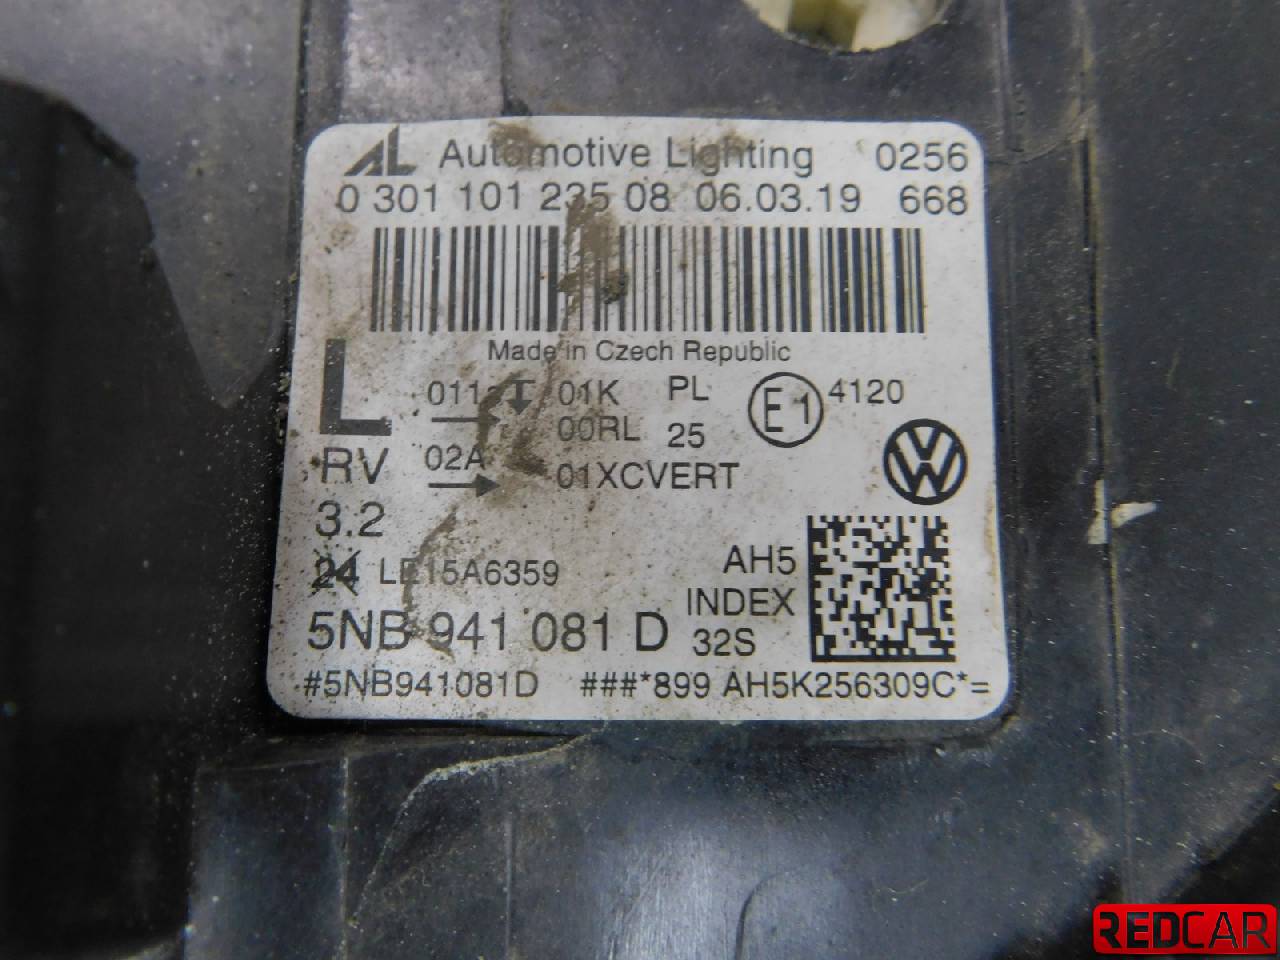 AL Automotive Lighting 0256
0 301 101 235 08 06.03.19 668
Made in Czech Republic
L 01 01K PL E1 4120
00RL 25
RV 02A 01XCVERT
3.2
24 LE15A6359 AH5
INDEX
5NB 941 081 D 32S
#5NB941081D ###*899 AH5K256309C*=
REDCAR